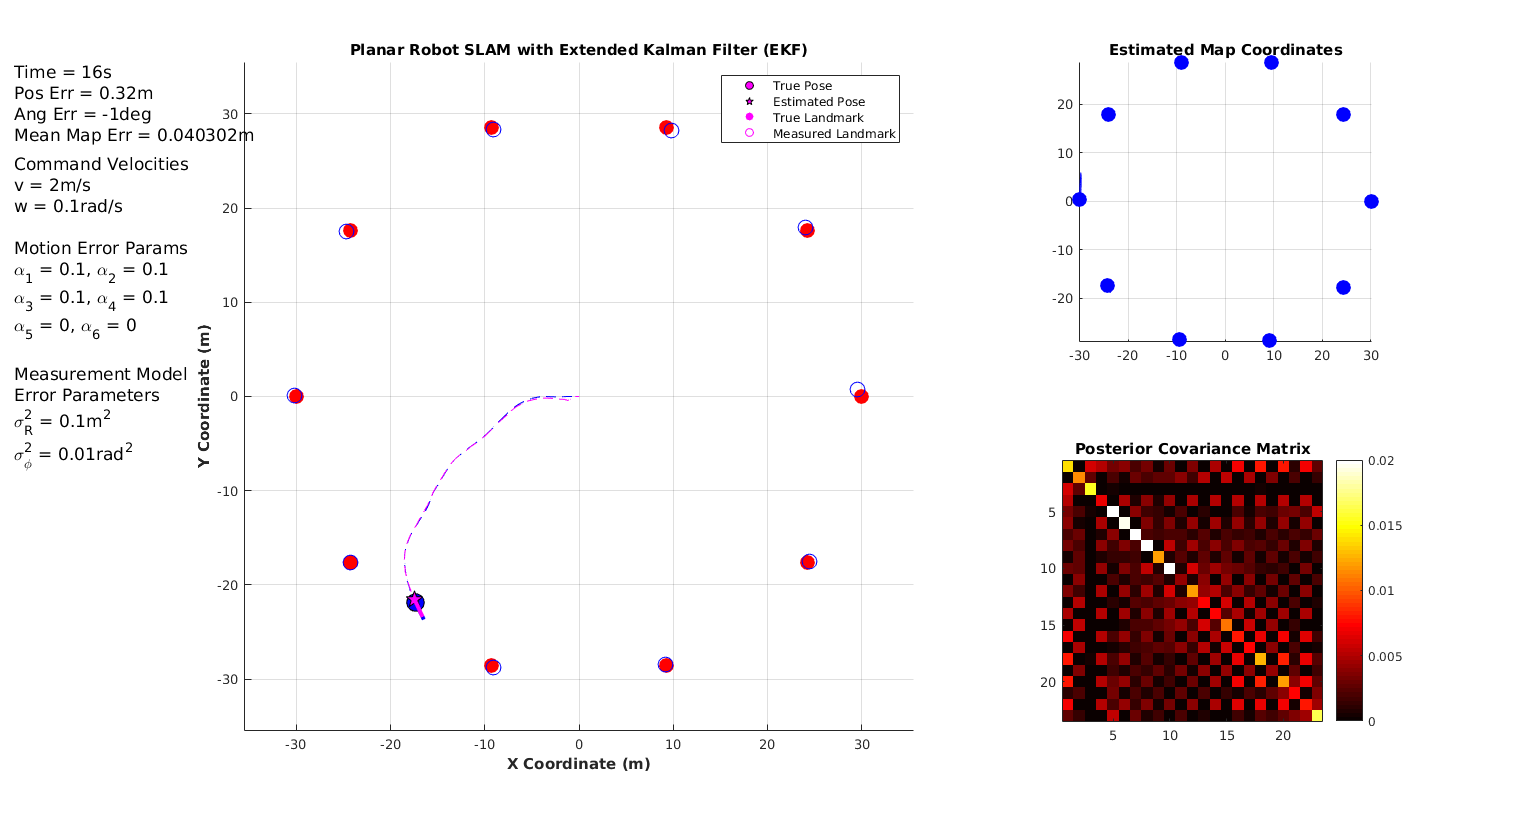 Time = 16s
Pos Err = 0.32m
Ang Err = -1deg
Mean Map Err = 0.040302m
Command Velocities
v = 2m/s
w = 0.1rad/s
Motion Error Params
α1 = 0.1, α2 = 0.1
α3 = 0.1, α4 = 0.1
α5 = 0, α6 = 0
Measurement Model
Error Parameters
σ²R = 0.1m²
σ²ϕ = 0.01rad²
Planar Robot SLAM with Extended Kalman Filter (EKF)
True Pose
Estimated Pose
True Landmark
Measured Landmark
Y Coordinate (m)
30
20
10
0
-10
-20
-30
-30 -20 -10 0 10 20 30
X Coordinate (m)
Estimated Map Coordinates
20
10
0
-10
-20
-30 -20 -10 0 10 20 30
Posterior Covariance Matrix
5
10
15
20
5 10 15 20
0.02
0.015
0.01
0.005
0